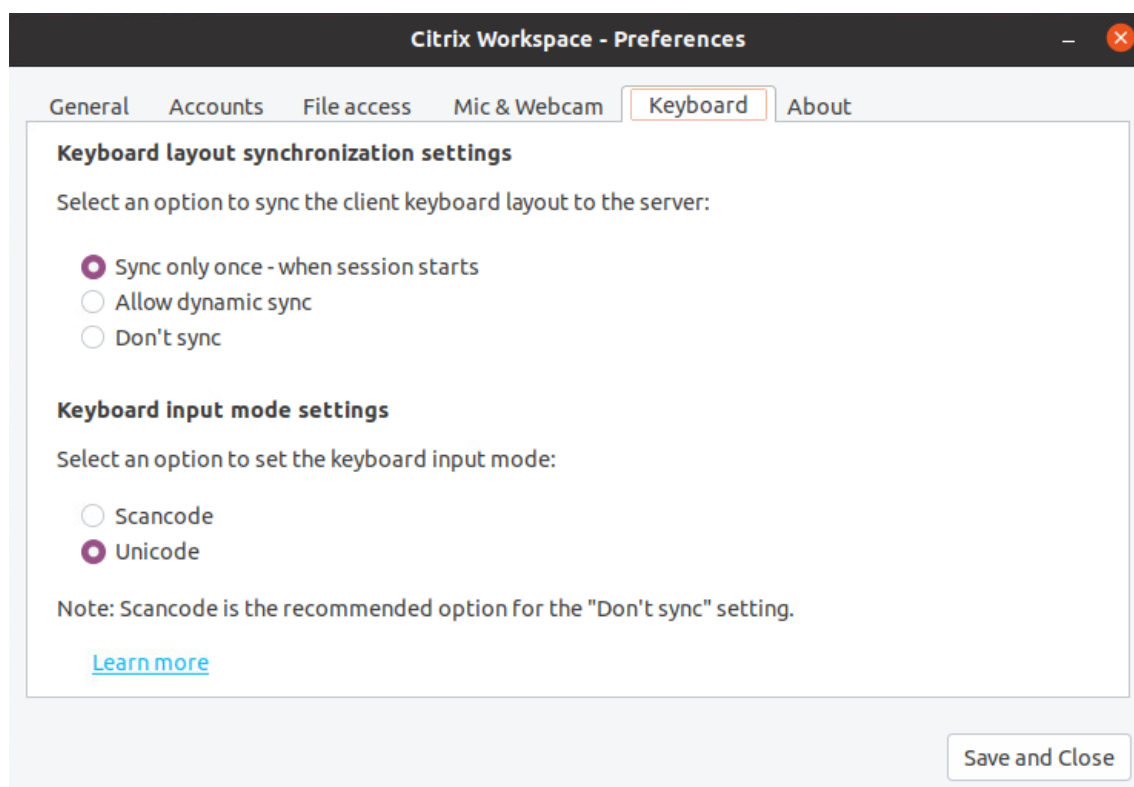 Citrix Workspace - Preferences
General Accounts File access Mic & Webcam Keyboard About
Keyboard layout synchronization settings
Select an option to sync the client keyboard layout to the server:
Sync only once - when session starts
Allow dynamic sync
Don't sync
Keyboard input mode settings
Select an option to set the keyboard input mode:
Scancode
Unicode
Note: Scancode is the recommended option for the "Don't sync" setting.
Learn more
Save and Close